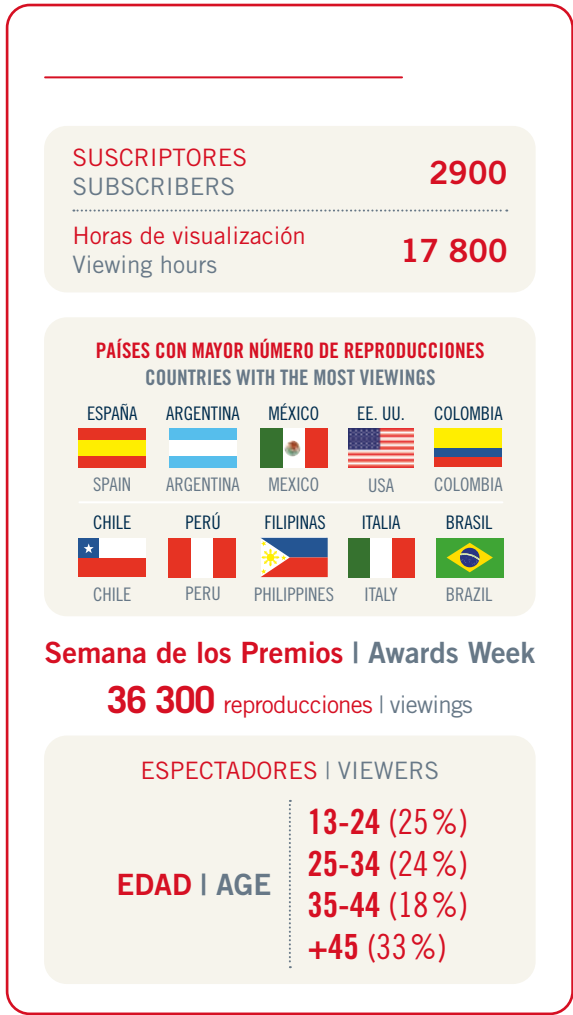 SUSCRIPTORES
SUBSCRIBERS
2900
Horas de visualización
Viewing hours
17 800
PAÍSES CON MAYOR NÚMERO DE REPRODUCCIONES
COUNTRIES WITH THE MOST VIEWINGS
ESPAÑA ARGENTINA MÉXICO EE. UU. COLOMBIA
SPAIN ARGENTINA MEXICO USA COLOMBIA
CHILE PERÚ FILIPINAS ITALIA BRASIL
CHILE PERU PHILIPPINES ITALY BRAZIL
Semana de los Premios | Awards Week
36 300 reproducciones | viewings
ESPECTADORES | VIEWERS
EDAD | AGE
13-24 (25 %)
25-34 (24 %)
35-44 (18 %)
+45 (33 %)